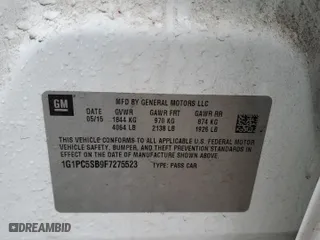 GM
MFD BY GENERAL MOTORS LLC
DATE GVWR GAWR FRT GAWR RR
05/15 1844 KG 970 KG 874 KG
4064 LB 2138 LB 1926 LB
THIS VEHICLE CONFORMS TO ALL APPLICABLE U.S. FEDERAL MOTOR
VEHICLE SAFETY, BUMPER, AND THEFT PREVENTION STANDARDS
IN EFFECT ON THE DATE OF MANUFACTURE SHOWN ABOVE.
1G1PC5SB9F7275523 TYPE: PASS CAR
© DREAMBID.COM